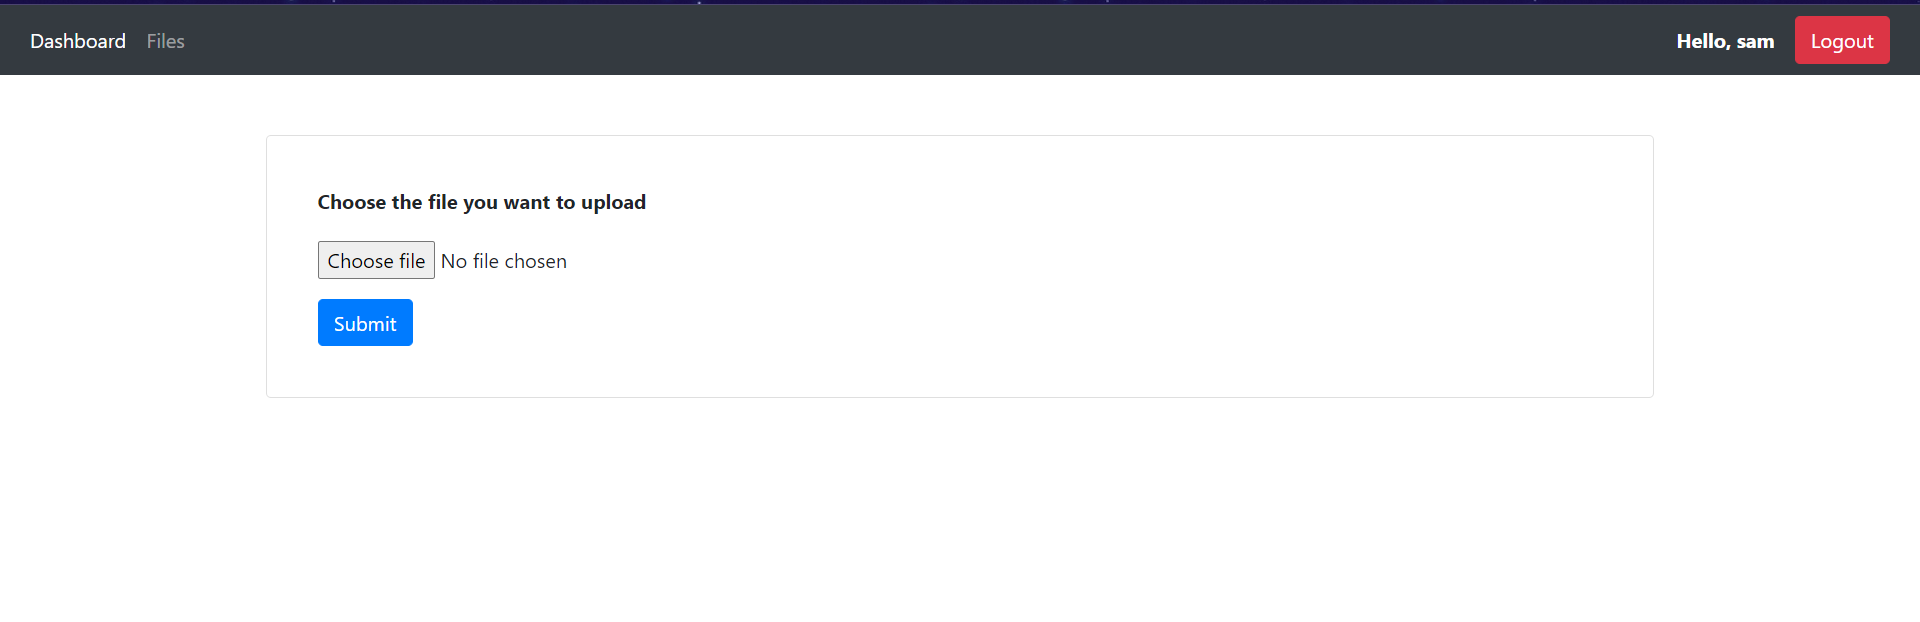 Dashboard Files Hello, sam Logout
Choose the file you want to upload
Choose file No file chosen
Submit